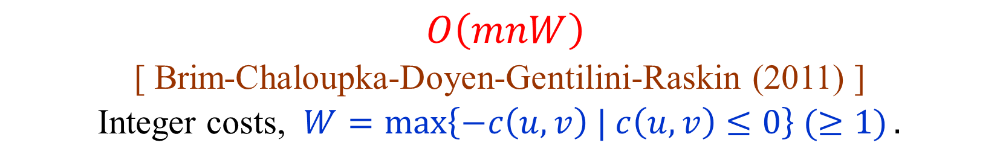 O(mnW)
[ Brim-Chaloupka-Doyen-Gentilini-Raskin (2011) ]
Integer costs, W = max{−c(u, v) | c(u, v) ≤ 0} (≥ 1) .